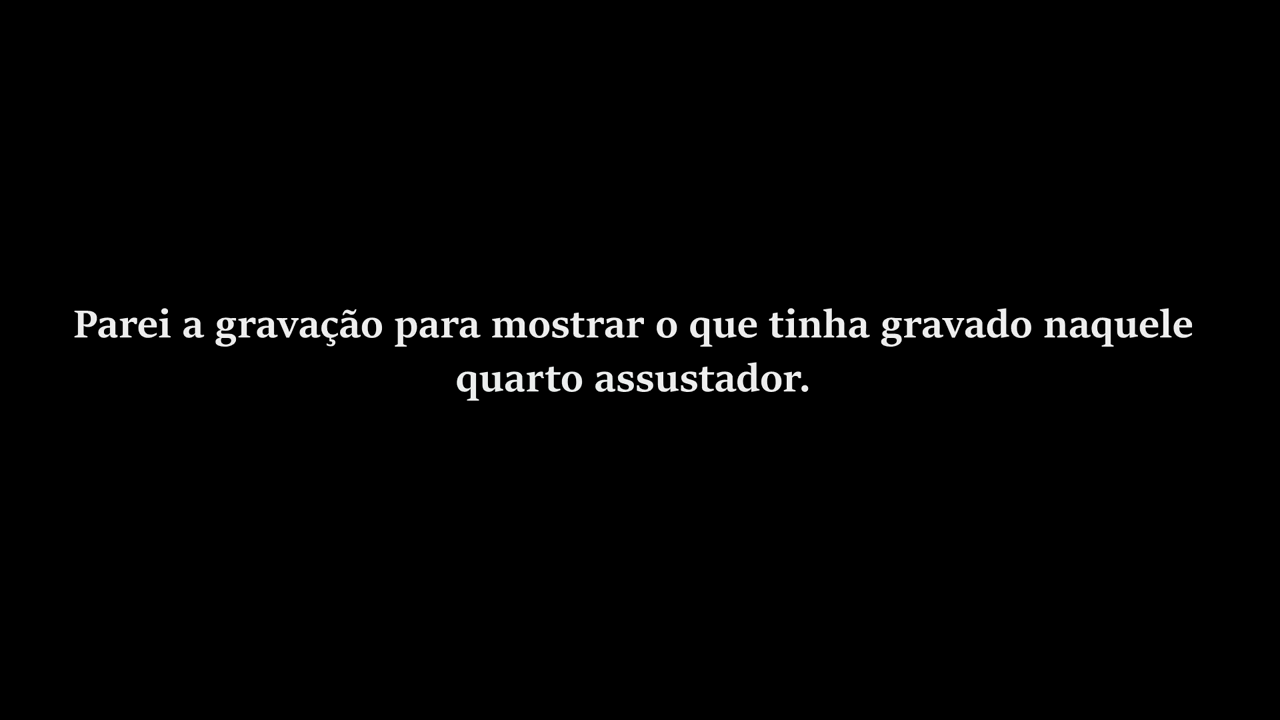 Parei a gravação para mostrar o que tinha gravado naquele
quarto assustador.